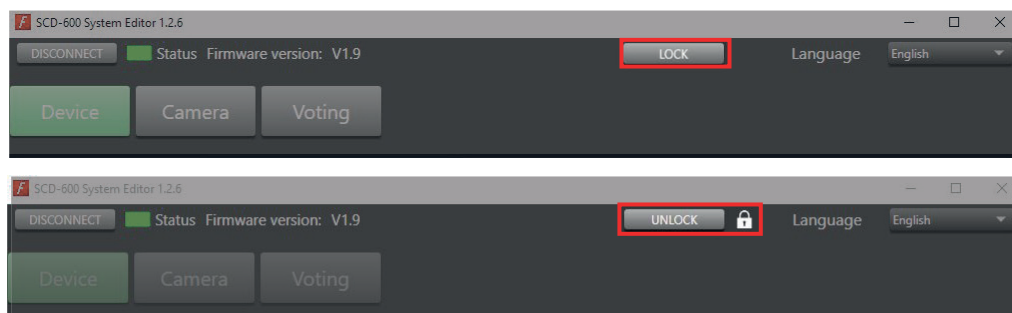 SCD-600 System Editor 1.2.6
DISCONNECT Status Firmware version: V1.9 LOCK Language English
Device Camera Voting
SCD-600 System Editor 1.2.6
DISCONNECT Status Firmware version: V1.9 UNLOCK Language English
Device Camera Voting